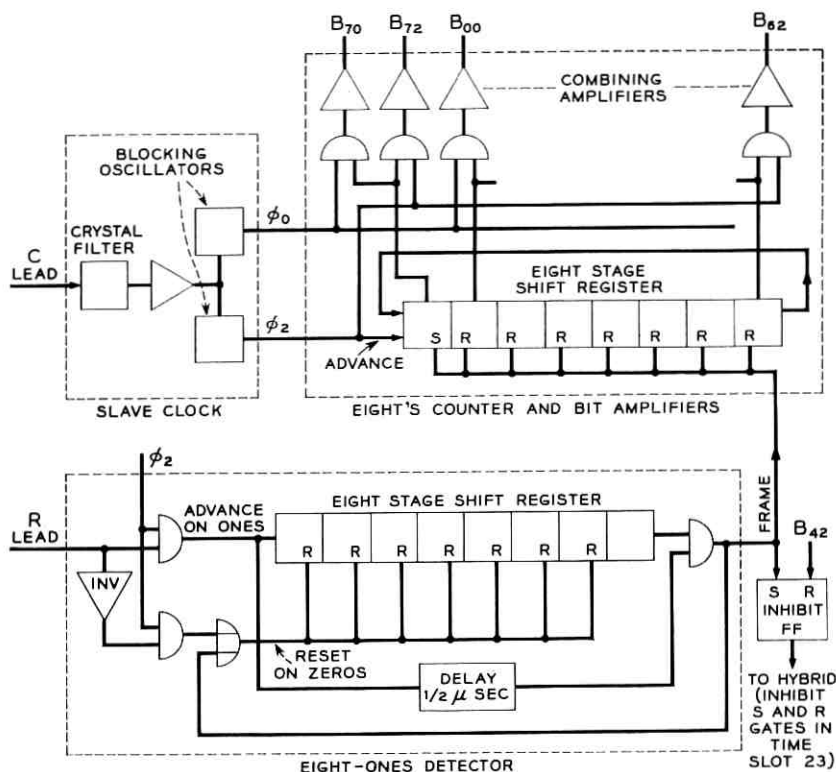 B70
B72
B00
B62
COMBINING
AMPLIFIERS
BLOCKING
OSCILLATORS
CRYSTAL
FILTER
C
LEAD
ϕ0
ϕ2
ADVANCE
EIGHT STAGE
SHIFT REGISTER
S R R R R R R R
SLAVE CLOCK
EIGHT'S COUNTER AND BIT AMPLIFIERS
ϕ2
R
LEAD
INV
ADVANCE
ON ONES
EIGHT STAGE SHIFT REGISTER
R R R R R R R
RESET
ON ZEROS
DELAY
1/2 μ SEC
FRAME
B42
S R
INHIBIT
FF
TO HYBRID
(INHIBIT
S AND R
GATES IN
TIME
SLOT 23)
EIGHT-ONES DETECTOR